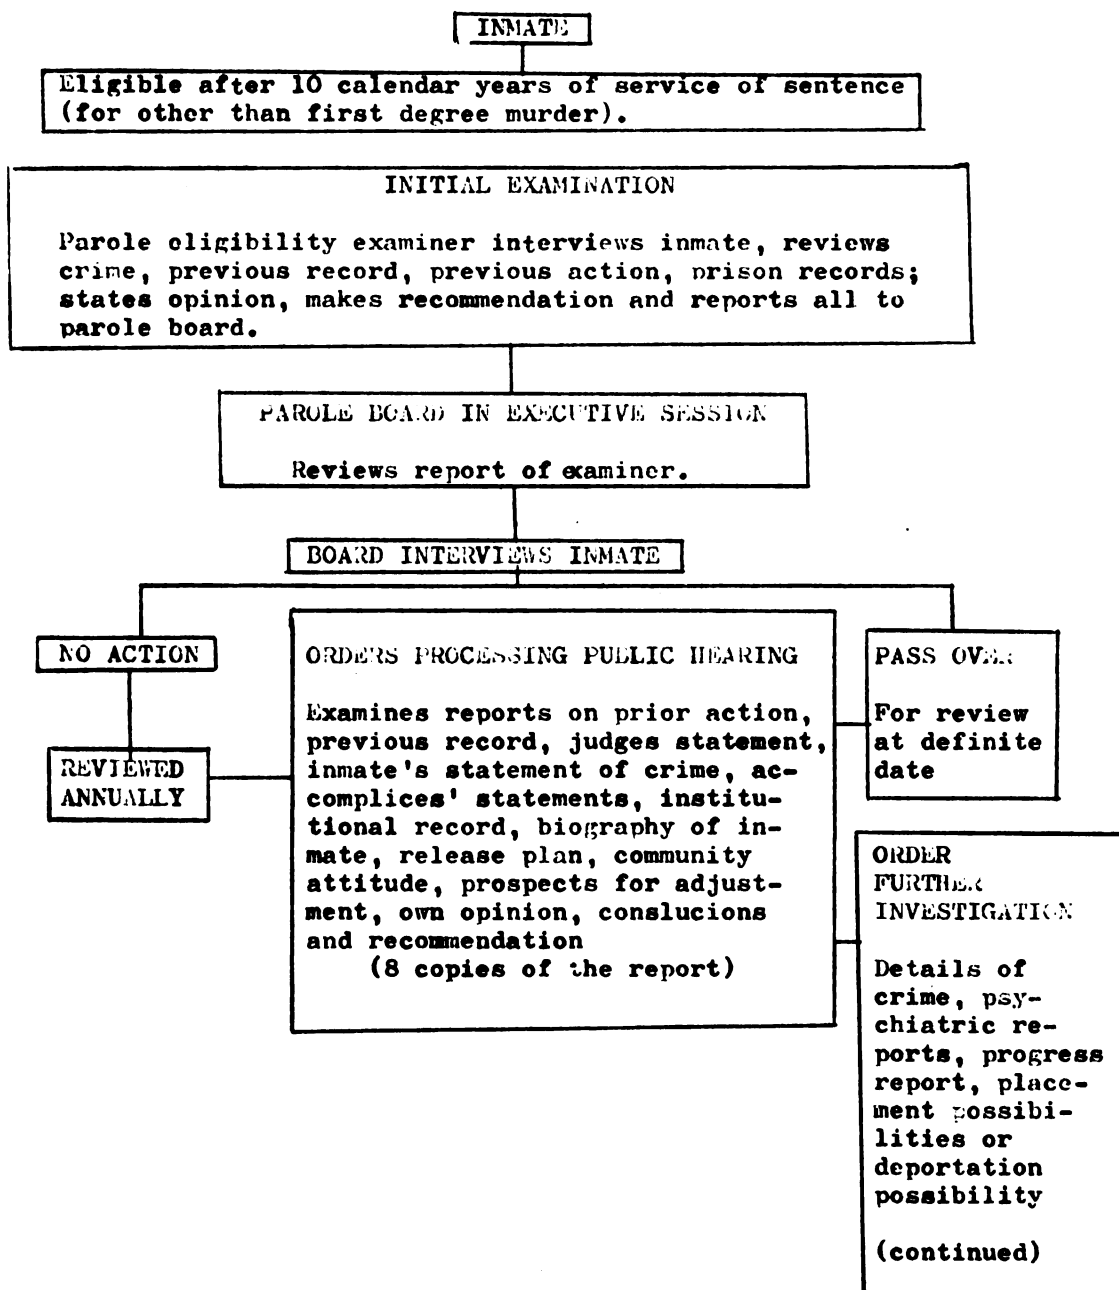 INMATE
Eligible after 10 calendar years of service of sentence
(for other than first degree murder).
INITIAL EXAMINATION
Parole eligibility examiner interviews inmate, reviews
crime, previous record, previous action, prison records;
states opinion, makes recommendation and reports all to
parole board.
PAROLE BOARD IN EXECUTIVE SESSION
Reviews report of examiner.
BOARD INTERVIEWS INMATE
NO ACTION
REVIEWED
ANNUALLY
ORDERS PROCESSING PUBLIC HEARING
Examines reports on prior action,
previous record, judges statement,
inmate's statement of crime, ac-
complices' statements, institu-
tional record, biography of in-
mate, release plan, community
attitude, prospects for adjust-
ment, own opinion, conslucions
and recommendation
(8 copies of the report)
PASS OVER
For review
at definite
date
ORDER
FURTHER
INVESTIGATION
Details of
crime, psy-
chiatric re-
ports, progress
report, place-
ment possibi-
lities or
deportation
possibility
(continued)